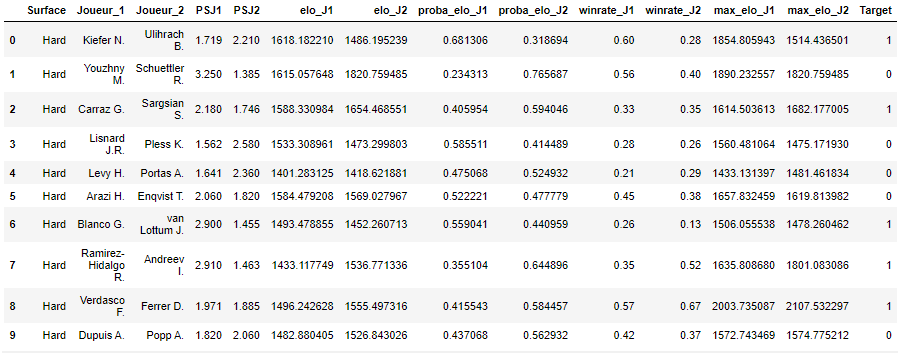 Surface Joueur_1 Joueur_2 PSJ1 PSJ2 elo_J1 elo_J2 proba_elo_J1 proba_elo_J2 winrate_J1 winrate_J2 max_elo_J1 max_elo_J2 Target
0 Hard Kiefer N. Ulihrach B. 1.719 2.210 1618.182210 1486.195239 0.681306 0.318694 0.60 0.28 1854.805943 1514.436501 1
1 Hard Youzhny M. Schuettler R. 3.250 1.385 1615.057648 1820.759485 0.234313 0.765687 0.56 0.40 1890.232557 1820.759485 0
2 Hard Carraz G. Sargsian S. 2.180 1.746 1588.330984 1654.468551 0.405954 0.594046 0.33 0.35 1614.503613 1682.177005 1
3 Hard Lisnard J.R. Pless K. 1.562 2.580 1533.308961 1473.299803 0.585511 0.414489 0.28 0.26 1560.481064 1475.171930 0
4 Hard Levy H. Portas A. 1.641 2.360 1401.283125 1418.621881 0.475068 0.524932 0.21 0.29 1433.131397 1481.461834 0
5 Hard Arazi H. Enqvist T. 2.060 1.820 1584.479208 1569.027967 0.522221 0.477779 0.45 0.38 1657.832459 1619.813982 0
6 Hard Blanco G. van Lottum J. 2.900 1.455 1493.478855 1452.260713 0.559041 0.440959 0.26 0.13 1506.055538 1478.260462 1
7 Hard Ramirez-Hidalgo R. Andreev I. 2.910 1.463 1433.117749 1536.771336 0.355104 0.644896 0.35 0.52 1635.808680 1801.083086 1
8 Hard Verdasco F. Ferrer D. 1.971 1.885 1496.242628 1555.497316 0.415543 0.584457 0.57 0.67 2003.735087 2107.532297 1
9 Hard Dupuis A. Popp A. 1.820 2.060 1482.880405 1526.843026 0.437068 0.562932 0.42 0.37 1572.743469 1574.775212 0